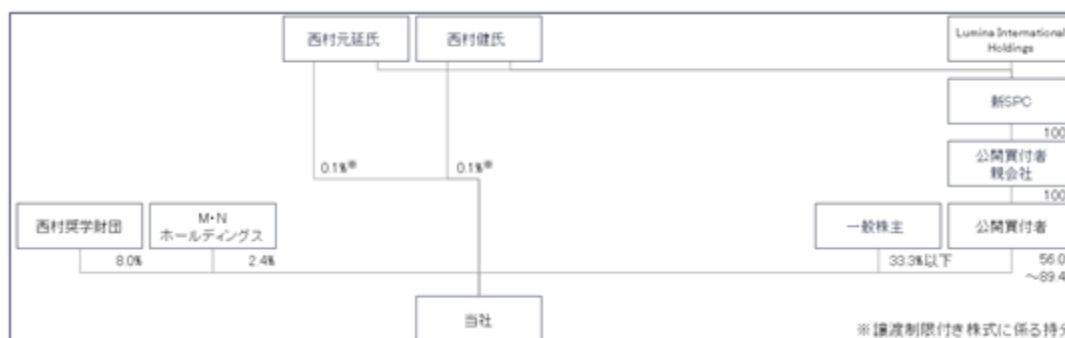 西村元延氏
西村健氏
Lumina International
Holdings
新SPC
100
公開買付者
親会社
100
0.1%※
0.1%※
西村奨学財団
M・N
ホールディングス
一般株主
公開買付者
8.0%
2.4%
33.3%以下
56.0
～89.4
当社
※譲渡制限付き株式に係る持分